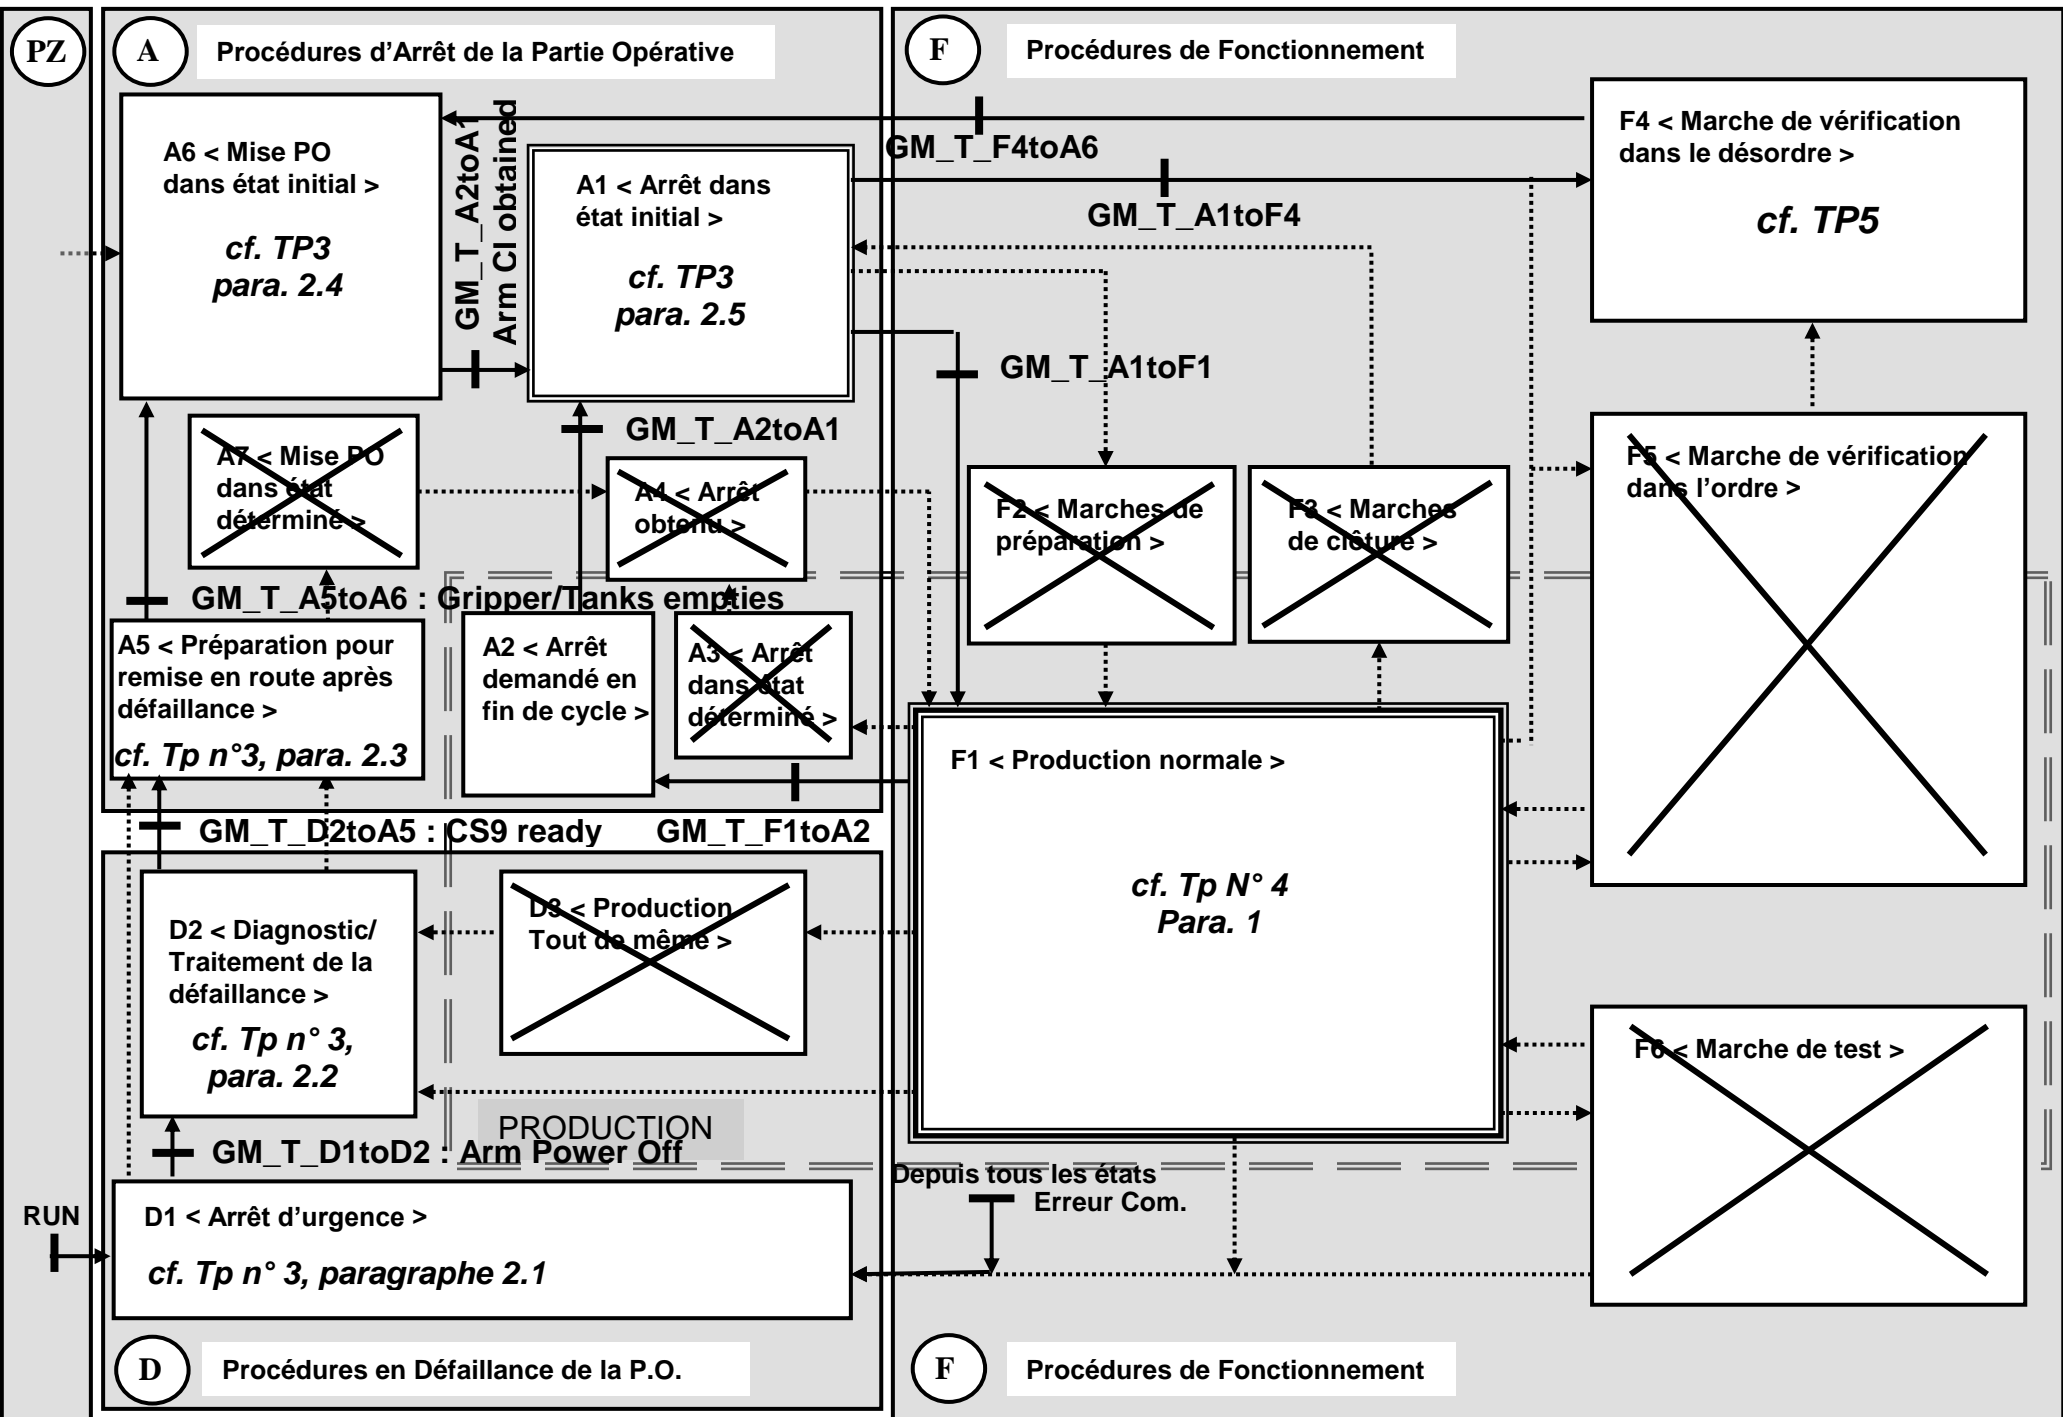 PZ
A
Procédures d'Arrêt de la Partie Opérative
F
Procédures de Fonctionnement
A6 < Mise PO
dans état initial >
cf. TP3
para. 2.4
GM_T_A2toA1
Arm CI obtained
A1 < Arrêt dans
état initial >
cf. TP3
para. 2.5
GM_T_F4toA6
GM_T_A1toF4
F4 < Marche de vérification
dans le désordre >
cf. TP5
GM_T_A1toF1
GM_T_A2toA1
A7 < Mise PO
dans état
déterminé >
A4 < Arrêt
obtenu >
F2 < Marches de
préparation >
F3 < Marches
de clôture >
F5 < Marche de vérification
dans l'ordre >
GM_T_A5toA6 : Gripper/Tanks empties
A5 < Préparation pour
remise en route après
défaillance >
cf. Tp n°3, para. 2.3
A2 < Arrêt
demandé en
fin de cycle >
A3 < Arrêt
dans état
déterminé >
F1 < Production normale >
cf. Tp N° 4
Para. 1
GM_T_D2toA5 : CS9 ready
GM_T_F1toA2
D2 < Diagnostic/
Traitement de la
défaillance >
cf. Tp n° 3,
para. 2.2
D3 < Production
Tout de même >
F6 < Marche de test >
PRODUCTION
GM_T_D1toD2 : Arm Power Off
Depuis tous les états
Erreur Com.
RUN
D1 < Arrêt d'urgence >
cf. Tp n° 3, paragraphe 2.1
D
Procédures en Défaillance de la P.O.
F
Procédures de Fonctionnement